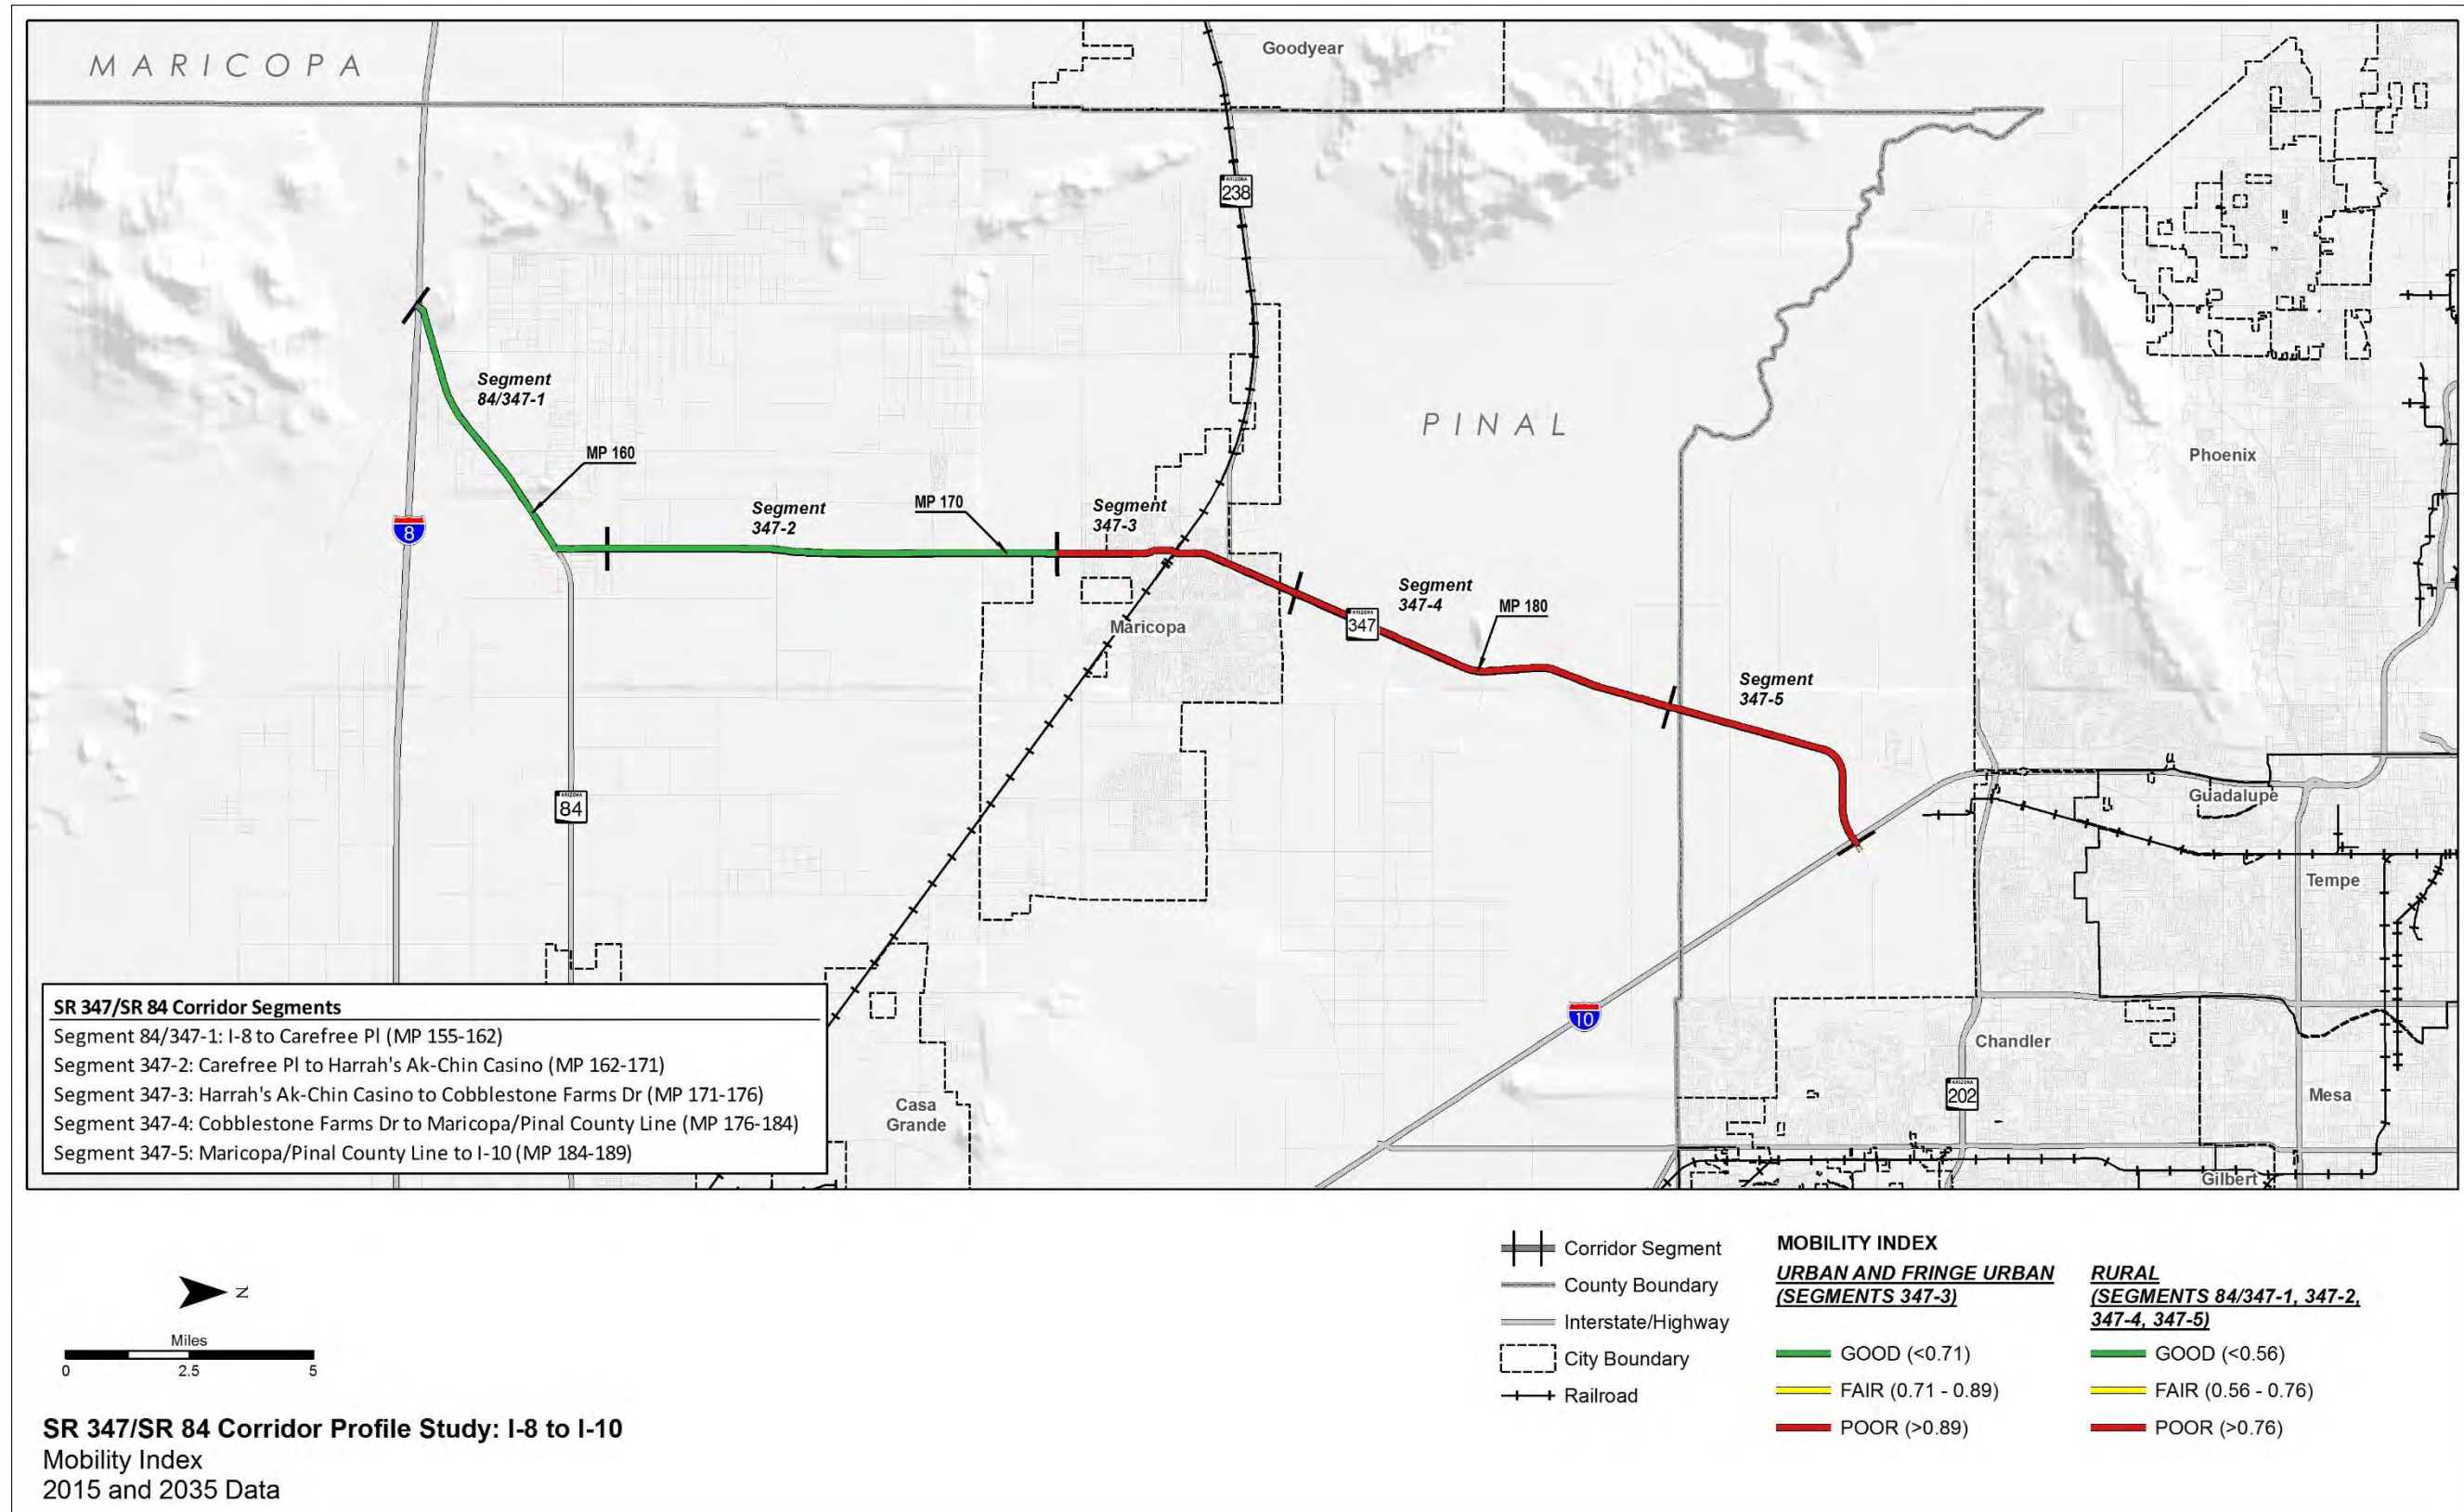 MARICOPA
Goodyear
ARIZONA
238
Segment
84/347-1
MP 160
PINAL
Phoenix
8
Segment
347-2
MP 170
Segment
347-3
Segment
347-4
MP 180
ARIZONA
347
Maricopa
Segment
347-5
ARIZONA
84
Guadalupe
Tempe
10
Chandler
ARIZONA
202
Mesa
Casa
Grande
Gilbert
SR 347/SR 84 Corridor Segments
Segment 84/347-1: I-8 to Carefree Pl (MP 155-162)
Segment 347-2: Carefree Pl to Harrah's Ak-Chin Casino (MP 162-171)
Segment 347-3: Harrah's Ak-Chin Casino to Cobblestone Farms Dr (MP 171-176)
Segment 347-4: Cobblestone Farms Dr to Maricopa/Pinal County Line (MP 176-184)
Segment 347-5: Maricopa/Pinal County Line to I-10 (MP 184-189)
N
Miles
0 2.5 5
Corridor Segment
County Boundary
Interstate/Highway
City Boundary
Railroad
MOBILITY INDEX
URBAN AND FRINGE URBAN
(SEGMENTS 347-3)
GOOD (<0.71)
FAIR (0.71 - 0.89)
POOR (>0.89)
RURAL
(SEGMENTS 84/347-1, 347-2,
347-4, 347-5)
GOOD (<0.56)
FAIR (0.56 - 0.76)
POOR (>0.76)
SR 347/SR 84 Corridor Profile Study: I-8 to I-10
Mobility Index
2015 and 2035 Data